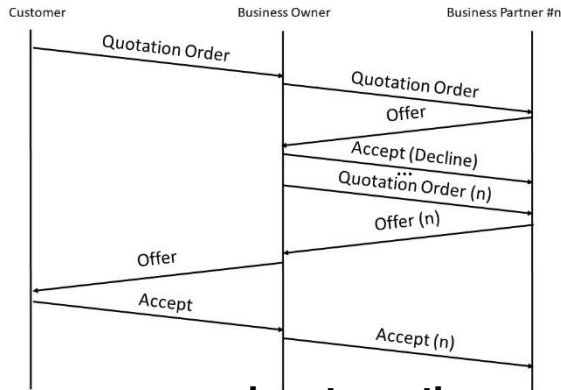 Customer
Business Owner
Business Partner #n
Quotation Order
Quotation Order
Offer
Accept (Decline)
...
Quotation Order (n)
Offer (n)
Offer
Accept
Accept (n)